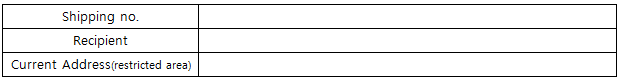 Shipping no.
Recipient
Current Address(restricted area)